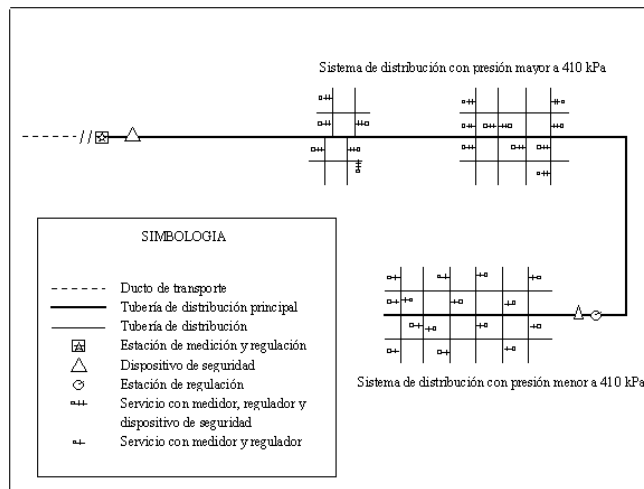 Sistema de distribución con presión mayor a 410 kPa
SIMBOLOGIA
Ducto de transporte
Tubería de distribución principal
Tubería de distribución
Estación de medición y regulación
Dispositivo de seguridad
Estación de regulación
Servicio con medidor, regulador y
dispositivo de seguridad
Servicio con medidor y regulador
Sistema de distribución con presión menor a 410 kPa